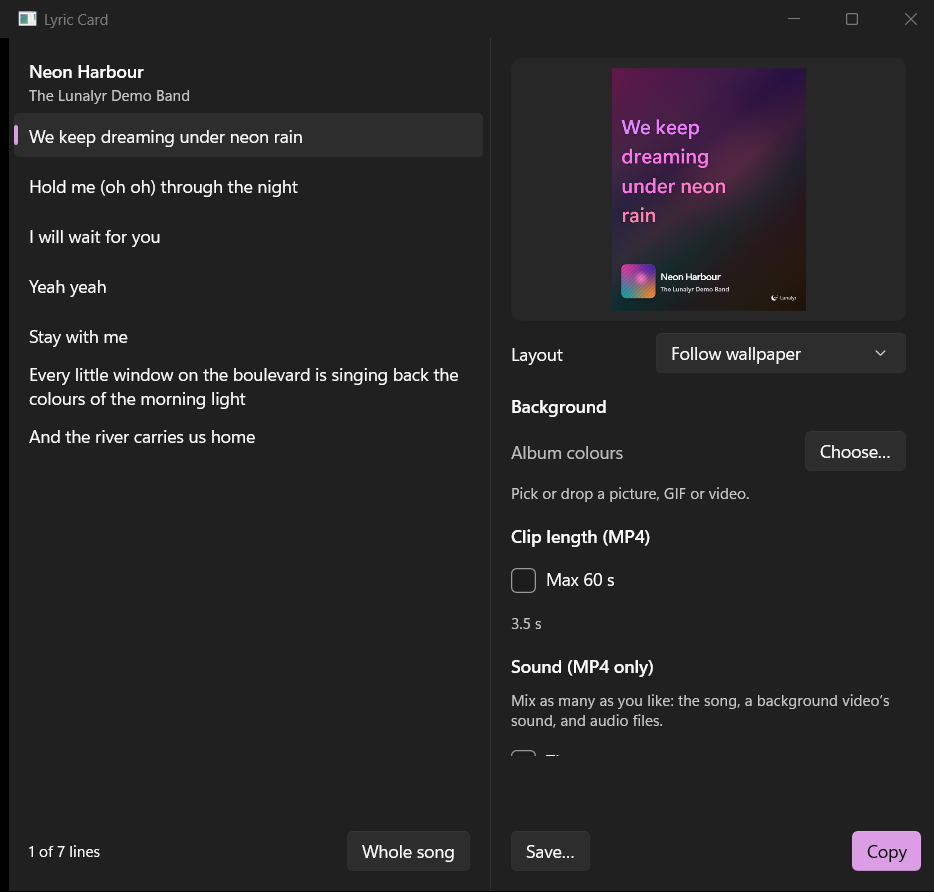 Lyric Card
Neon Harbour
The Lunalyr Demo Band
We keep dreaming under neon rain
Hold me (oh oh) through the night
I will wait for you
Yeah yeah
Stay with me
Every little window on the boulevard is singing back the
colours of the morning light
And the river carries us home
1 of 7 lines
Whole song
We keep
dreaming
under neon
rain
Neon Harbour
The Lunalyr Demo Band
Lunalyr
Layout
Follow wallpaper
Background
Album colours
Choose...
Pick or drop a picture, GIF or video.
Clip length (MP4)
Max 60 s
3.5 s
Sound (MP4 only)
Mix as many as you like: the song, a background video's
sound, and audio files.
Save...
Copy